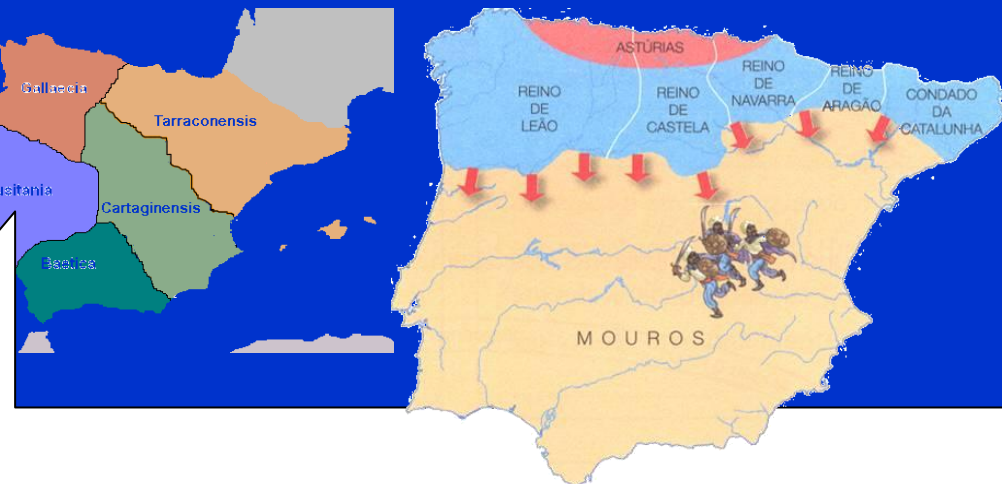 Gallaecia
Tarraconensis
usitania
Cartaginensis
Baetica
ASTÚRIAS
REINO
DE
LEÃO
REINO
DE
CASTELA
REINO
DE
NAVARRA
REINO
DE
ARAGÃO
CONDADO
DA
CATALUNHA
MOUROS